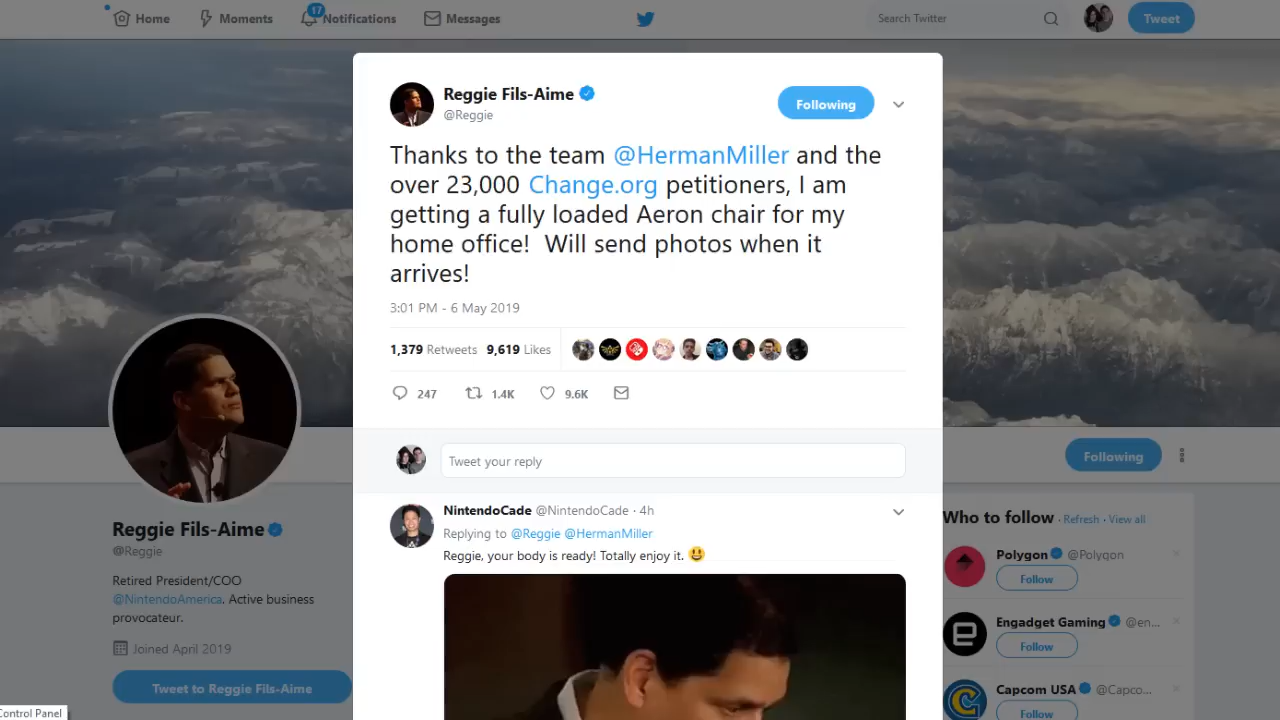 Home
Moments
17
Notifications
Messages
Search Twitter
Tweet
Reggie Fils-Aime
@Reggie
Following
Thanks to the team @HermanMiller and the
over 23,000 Change.org petitioners, I am
getting a fully loaded Aeron chair for my
home office!  Will send photos when it
arrives!
3:01 PM - 6 May 2019
1,379 Retweets 9,619 Likes
247 1.4K 9.6K
Tweet your reply
NintendoCade @NintendoCade · 4h
Replying to @Reggie @HermanMiller
Reggie, your body is ready! Totally enjoy it. 😃
Reggie Fils-Aime
@Reggie
Retired President/COO
@NintendoAmerica. Active business
provocateur.
Joined April 2019
Tweet to Reggie Fils-Aime
Control Panel
Following
Who to follow · Refresh · View all
Polygon @Polygon
Follow
Engadget Gaming @en...
Follow
Capcom USA @Capco...
Follow